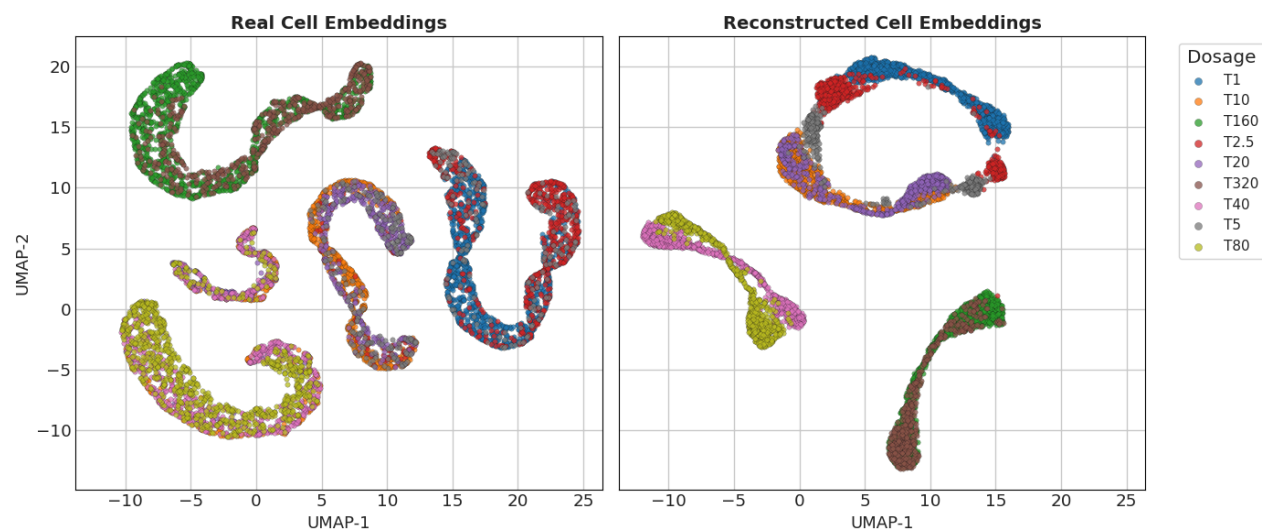 Real Cell Embeddings
Reconstructed Cell Embeddings
20
15
10
5
0
−5
−10
UMAP-2
−10 −5 0 5 10 15 20 25
UMAP-1
−10 −5 0 5 10 15 20 25
UMAP-1
Dosage
T1
T10
T160
T2.5
T20
T320
T40
T5
T80